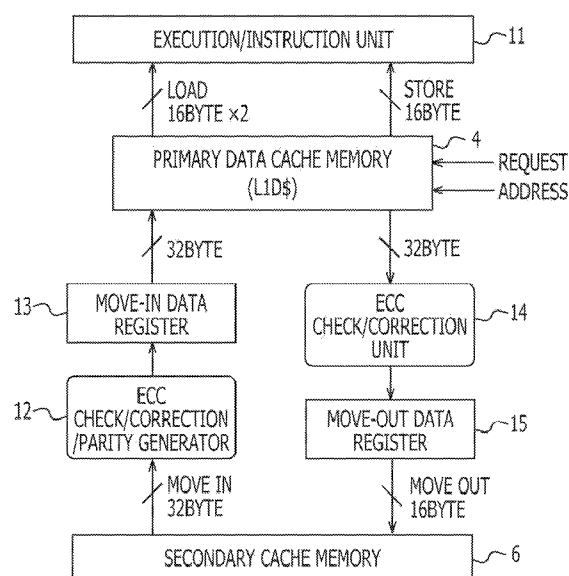 EXECUTION/INSTRUCTION UNIT
11
LOAD
16BYTE ×2
STORE
16BYTE
4
PRIMARY DATA CACHE MEMORY
(L1D$)
REQUEST
ADDRESS
32BYTE
32BYTE
13
MOVE-IN DATA
REGISTER
ECC
CHECK/CORRECTION
UNIT
14
12
ECC
CHECK/CORRECTION
/PARITY GENERATOR
MOVE-OUT DATA
REGISTER
15
MOVE IN
32BYTE
MOVE OUT
16BYTE
SECONDARY CACHE MEMORY
6